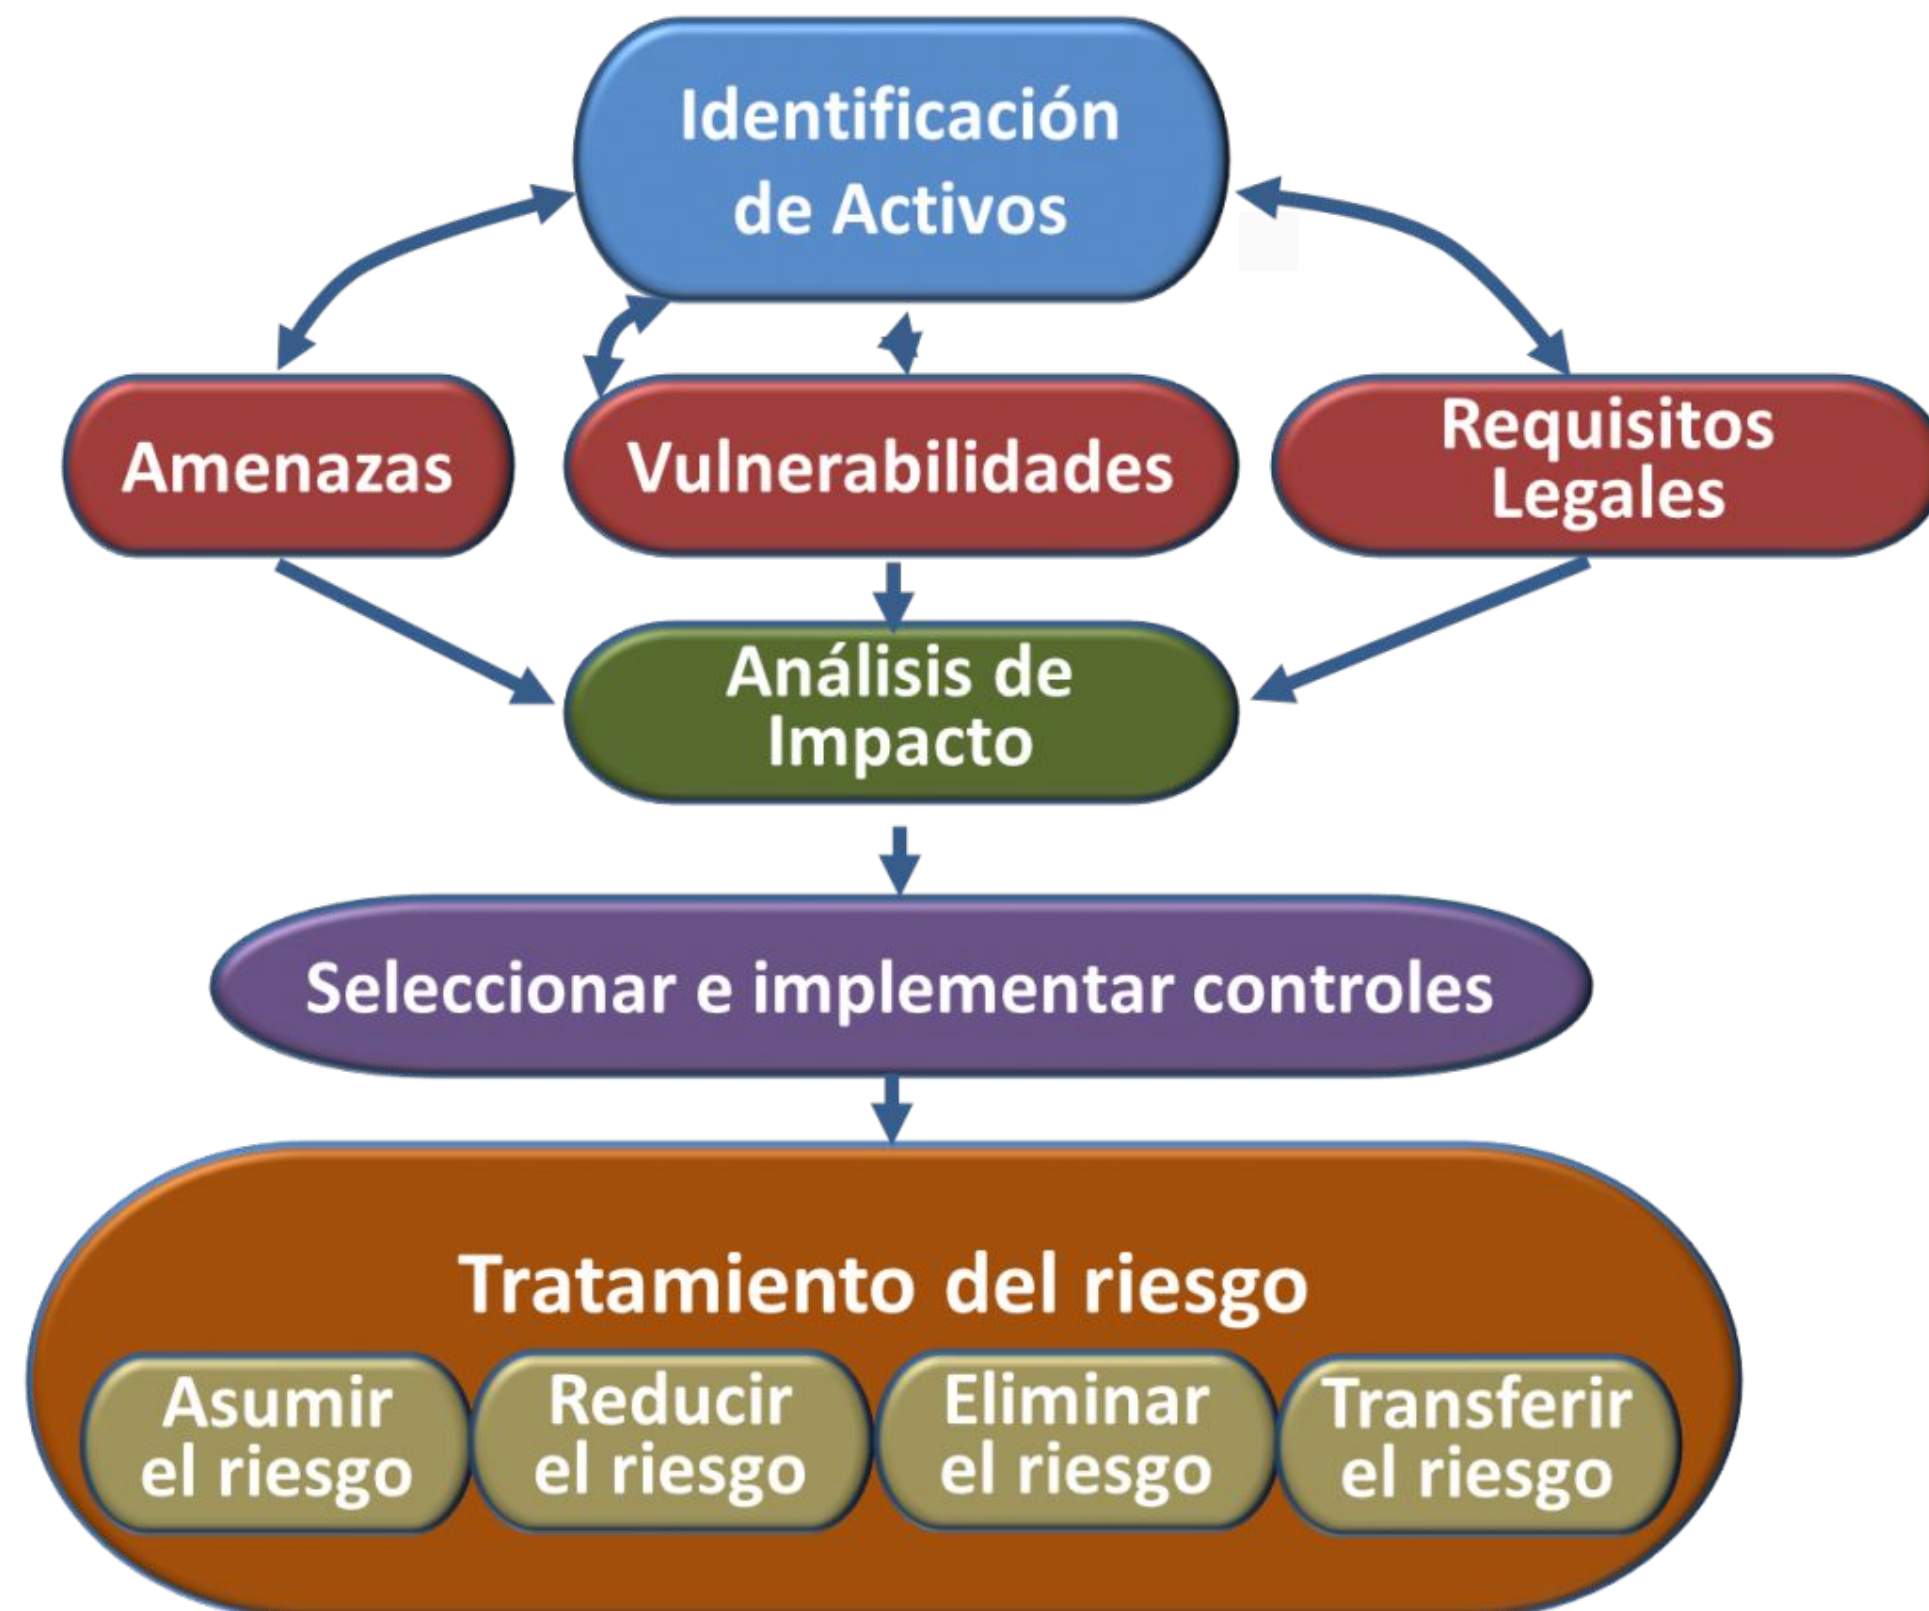 Identificación
de Activos
Amenazas
Vulnerabilidades
Requisitos
Legales
Análisis de
Impacto
Seleccionar e implementar controles
Tratamiento del riesgo
Asumir
el riesgo
Reducir
el riesgo
Eliminar
el riesgo
Transferir
el riesgo